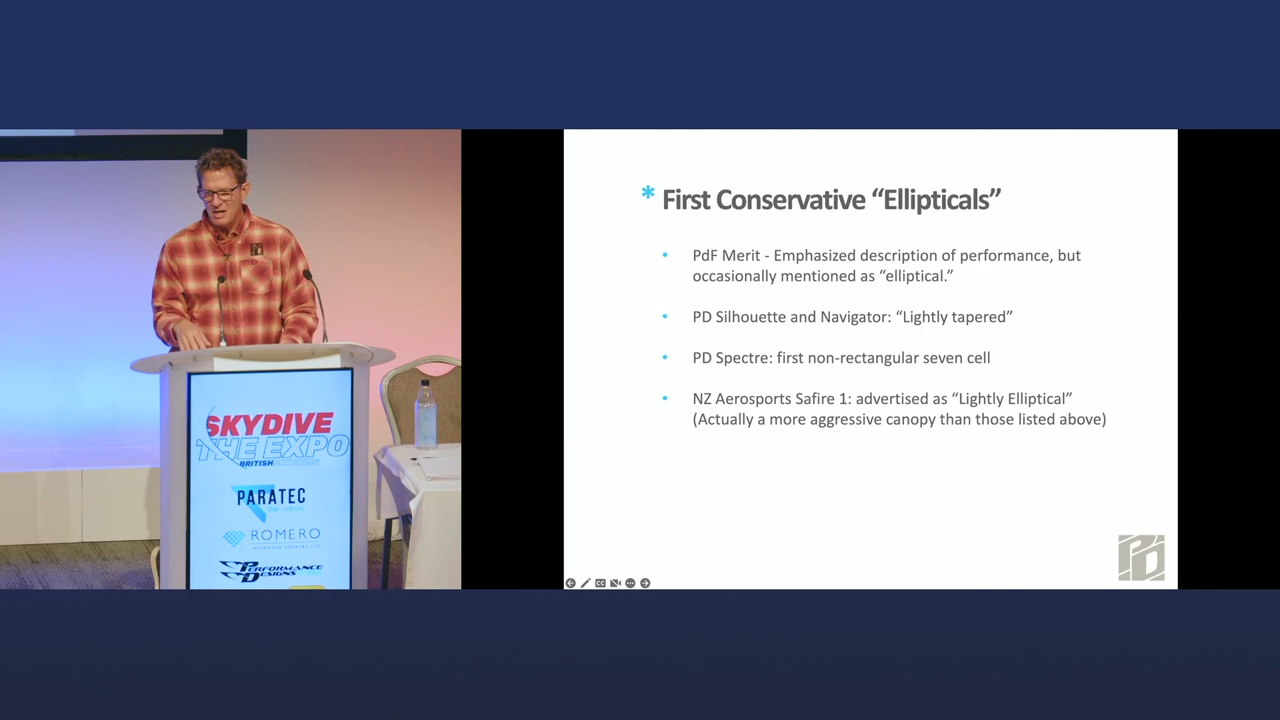 SKYDIVE
THE EXPO
BRITISH
PARATEC
ROMERO
PERFORMANCE
DESIGNS
* First Conservative “Ellipticals”
• PdF Merit - Emphasized description of performance, but
occasionally mentioned as “elliptical.”
• PD Silhouette and Navigator: “Lightly tapered”
• PD Spectre: first non-rectangular seven cell
• NZ Aerosports Safire 1: advertised as “Lightly Elliptical”
(Actually a more aggressive canopy than those listed above)
PD